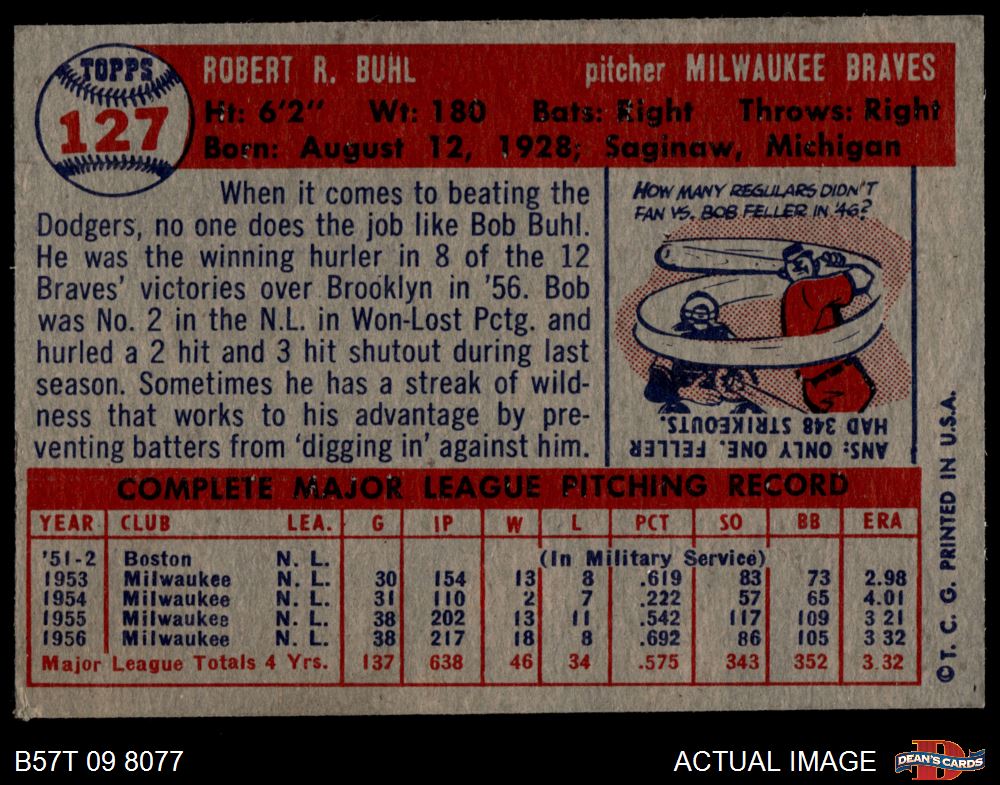 TOPPS
127
ROBERT R. BUHL pitcher MILWAUKEE BRAVES
Ht: 6'2" Wt: 180 Bats: Right Throws: Right
Born: August 12, 1928; Saginaw, Michigan
When it comes to beating the
Dodgers, no one does the job like Bob Buhl.
He was the winning hurler in 8 of the 12
Braves' victories over Brooklyn in '56. Bob
was No. 2 in the N.L. in Won-Lost Pctg. and
hurled a 2 hit and 3 hit shutout during last
season. Sometimes he has a streak of wild-
ness that works to his advantage by pre-
venting batters from 'digging in' against him.
HOW MANY REGULARS DIDN'T
FAN VS. BOB FELLER IN '46?
ANS: ONLY ONE. FELLER
HAD 348 STRIKEOUTS.
COMPLETE MAJOR LEAGUE PITCHING RECORD
YEAR CLUB LEA. G IP W L PCT SO BB ERA
'51-2 Boston N. L. (In Military Service)
1953 Milwaukee N. L. 30 154 13 8 .619 83 73 2.98
1954 Milwaukee N. L. 31 110 2 7 .222 57 65 4.01
1955 Milwaukee N. L. 38 202 13 11 .542 117 109 3 21
1956 Milwaukee N. L. 38 217 18 8 .692 86 105 3 32
Major League Totals 4 Yrs. 137 638 46 34 .575 343 352 3.32
© T. C. G. PRINTED IN U.S.A.
B57T 09 8077 ACTUAL IMAGE
DEAN'S CARDS